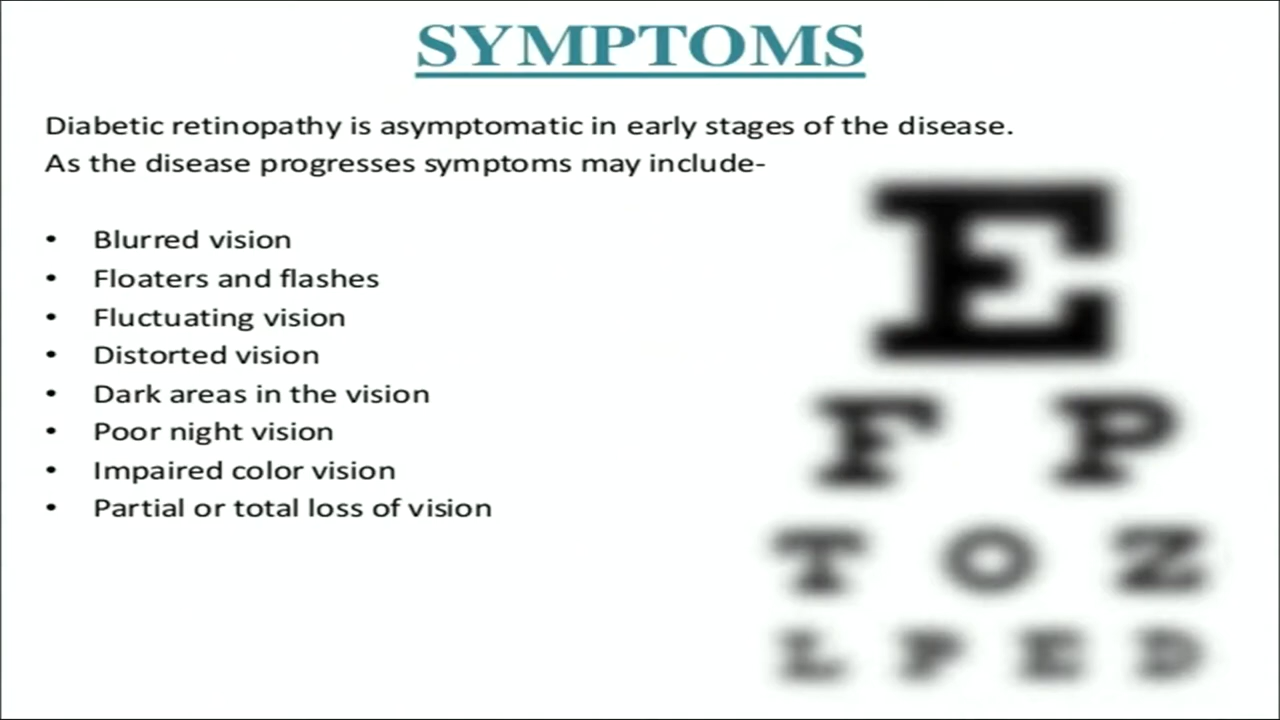 SYMPTOMS
Diabetic retinopathy is asymptomatic in early stages of the disease.
As the disease progresses symptoms may include-
• Blurred vision
• Floaters and flashes
• Fluctuating vision
• Distorted vision
• Dark areas in the vision
• Poor night vision
• Impaired color vision
• Partial or total loss of vision
E
F P
T O Z
L P E D